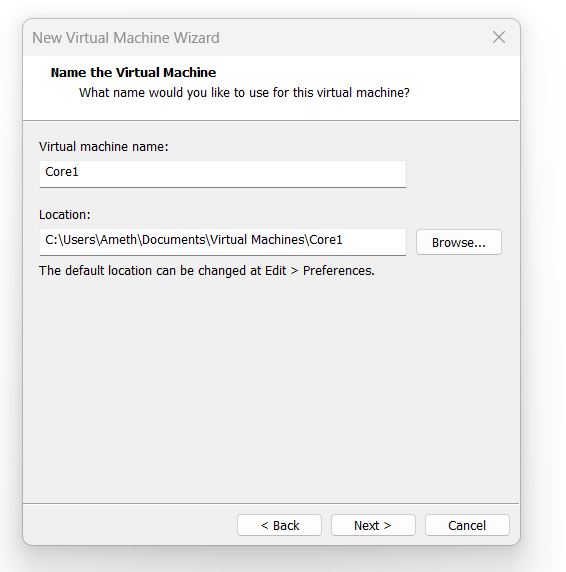 New Virtual Machine Wizard
Name the Virtual Machine
What name would you like to use for this virtual machine?
Virtual machine name:
Core1
Location:
C:\Users\Ameth\Documents\Virtual Machines\Core1
Browse...
The default location can be changed at Edit > Preferences.
< Back
Next >
Cancel